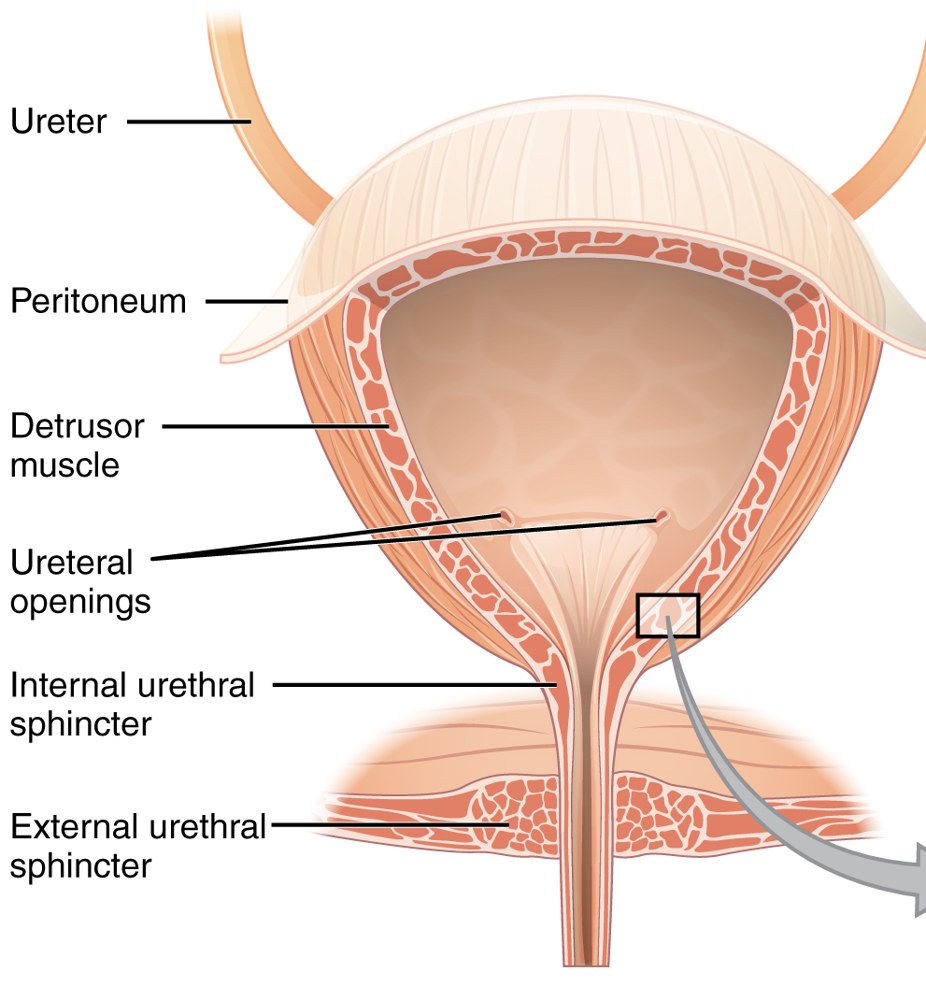 Ureter
Peritoneum
Detrusor
muscle
Ureteral
openings
Internal urethral
sphincter
External urethral
sphincter